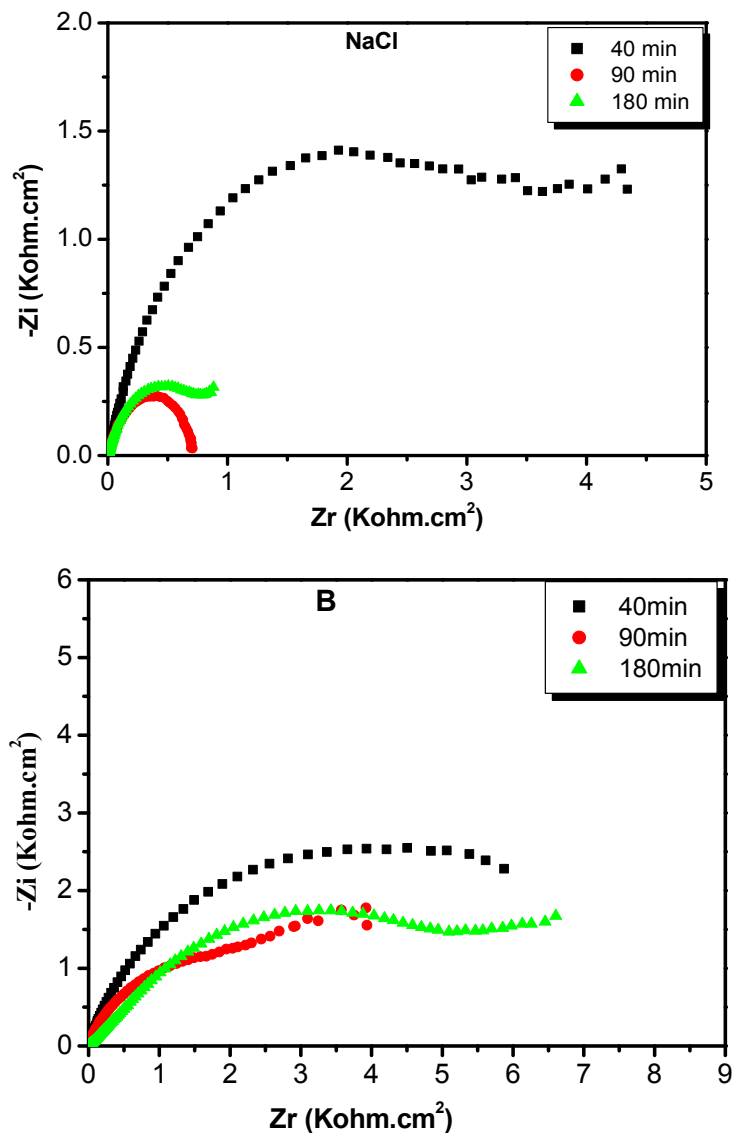 NaCl
40 min
90 min
180 min
2.0
1.5
1.0
0.5
0.0
-Zi (Kohm.cm²)
0 1 2 3 4 5
Zr (Kohm.cm²)
B
40min
90min
180min
6
5
4
3
2
1
0
-Zi (Kohm.cm²)
0 1 2 3 4 5 6 7 8 9
Zr (Kohm.cm²)